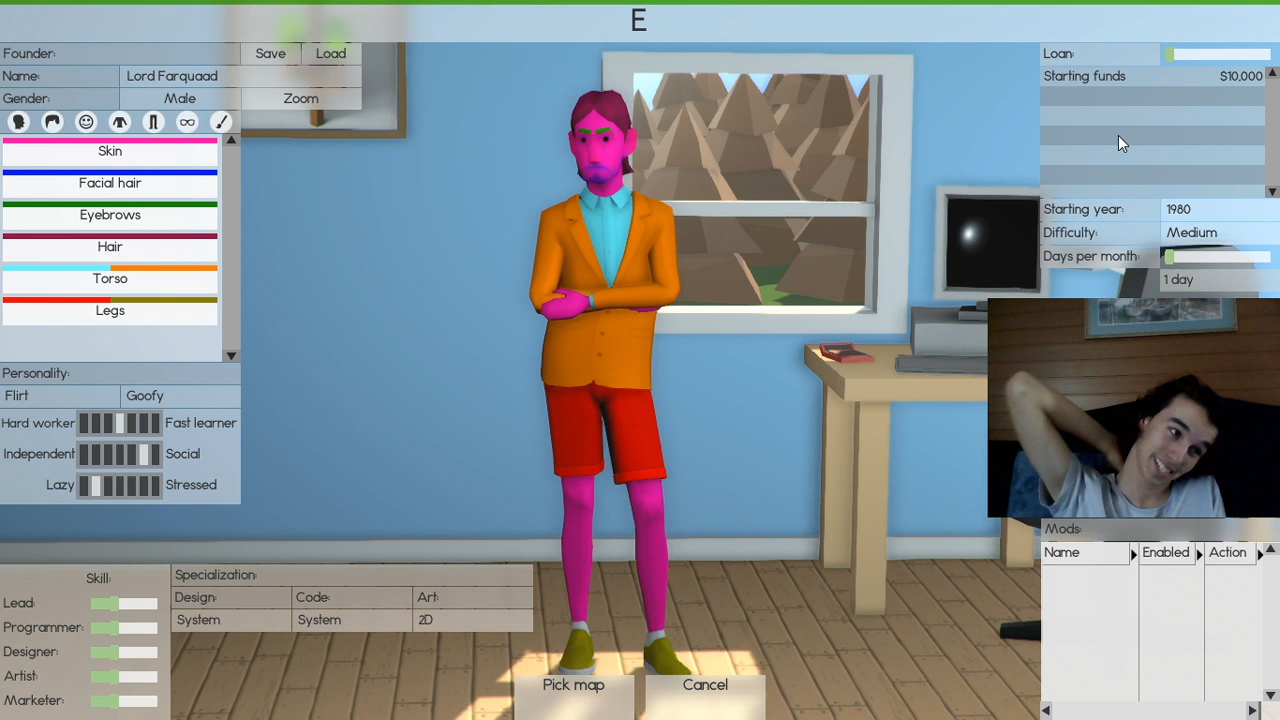 E
Founder:
Save
Load
Name:
Lord Farquaad
Gender:
Male
Zoom
Skin
Facial hair
Eyebrows
Hair
Torso
Legs
Personality:
Flirt
Goofy
Hard worker
Fast learner
Independent
Social
Lazy
Stressed
Skill:
Lead:
Programmer:
Designer:
Artist:
Marketer:
Specialization:
Design:
Code:
Art:
System
System
2D
Pick map
Cancel
Loan:
Starting funds
$10,000
Starting year:
1980
Difficulty:
Medium
Days per month:
1 day
Mods:
Name
Enabled
Action